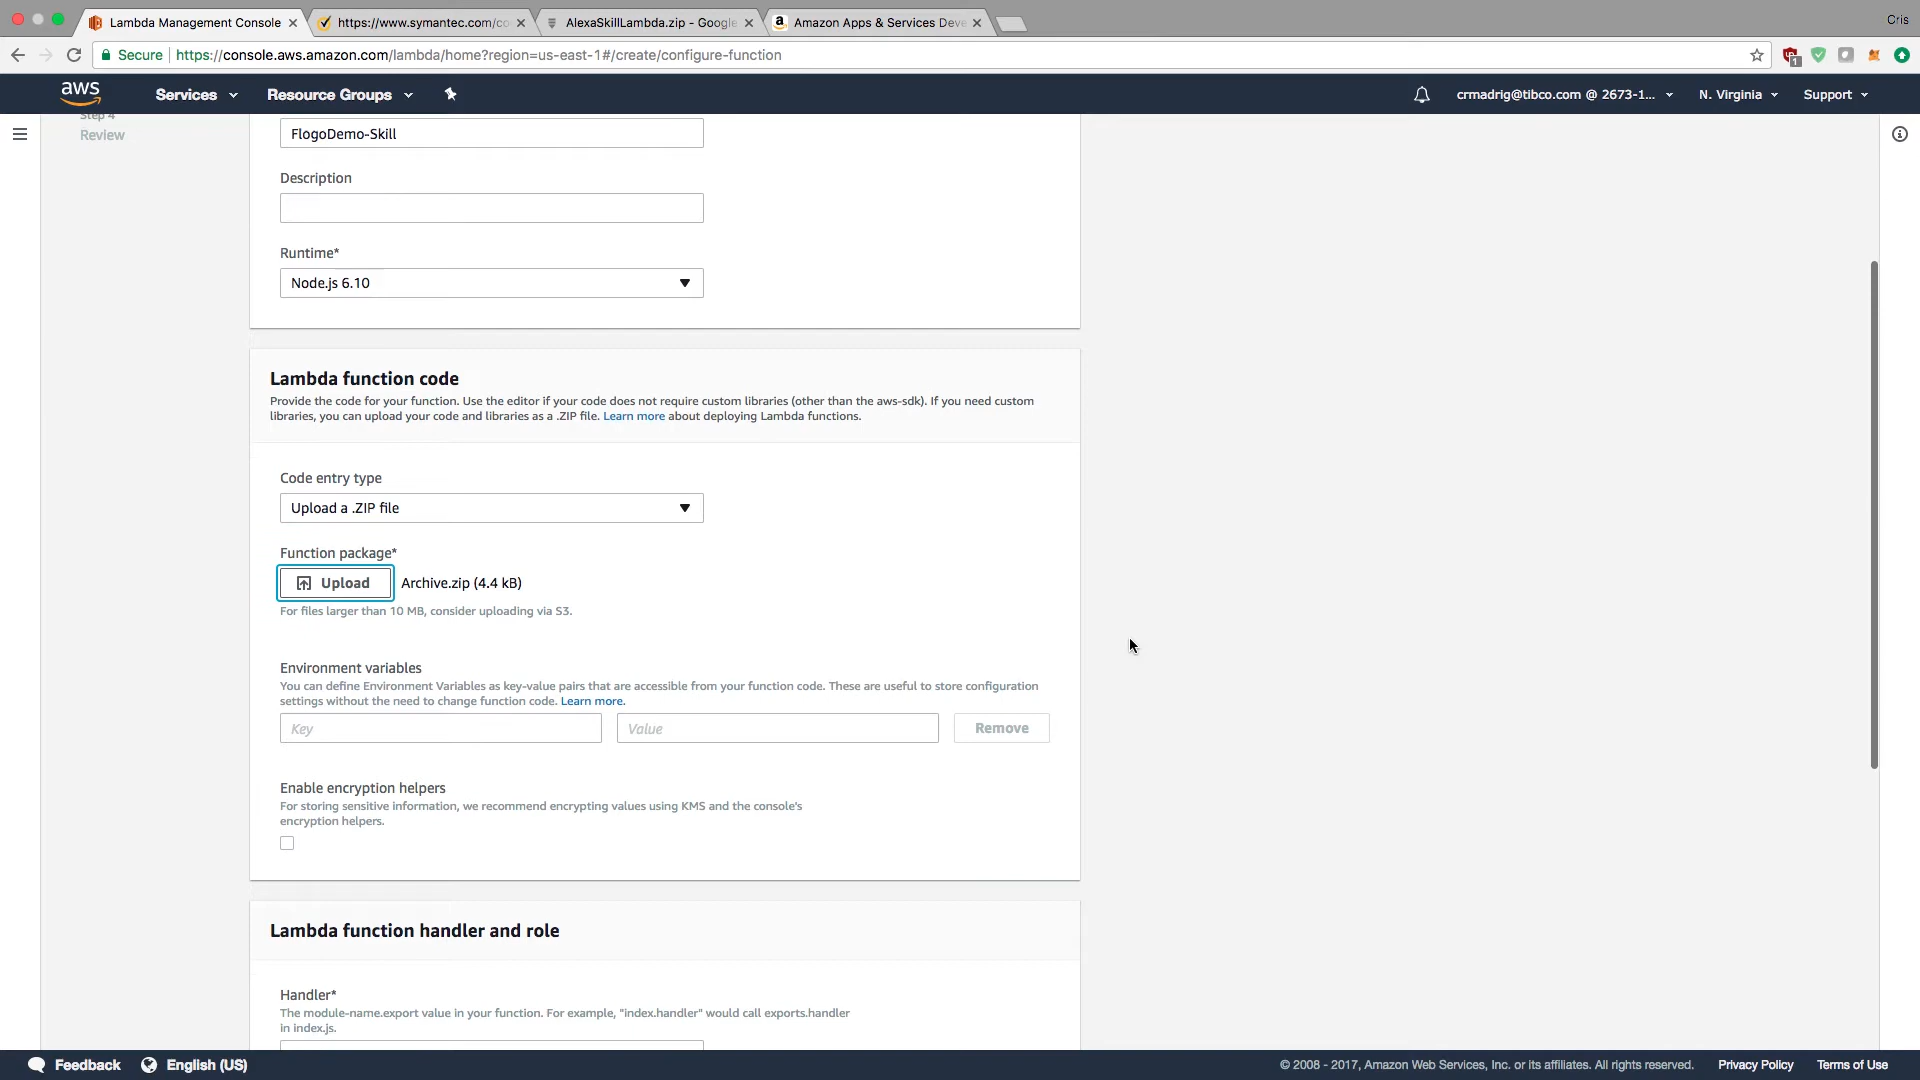 Lambda Management Console
https://www.symantec.com/co
AlexaSkillLambda.zip - Google
Amazon Apps & Services Deve
Cris
Secure
https://console.aws.amazon.com/lambda/home?region=us-east-1#/create/configure-function
1
aws
Services
Resource Groups
crmadrig@tibco.com @ 2673-1...
N. Virginia
Support
Step 4
Review
FlogoDemo-Skill
Description
Runtime*
Node.js 6.10
Lambda function code
Provide the code for your function. Use the editor if your code does not require custom libraries (other than the aws-sdk). If you need custom
libraries, you can upload your code and libraries as a .ZIP file. Learn more about deploying Lambda functions.
Code entry type
Upload a .ZIP file
Function package*
Upload
Archive.zip (4.4 kB)
For files larger than 10 MB, consider uploading via S3.
Environment variables
You can define Environment Variables as key-value pairs that are accessible from your function code. These are useful to store configuration
settings without the need to change function code. Learn more.
Key
Value
Remove
Enable encryption helpers
For storing sensitive information, we recommend encrypting values using KMS and the console's
encryption helpers.
Lambda function handler and role
Handler*
The module-name.export value in your function. For example, "index.handler" would call exports.handler
in index.js.
Feedback
English (US)
© 2008 - 2017, Amazon Web Services, Inc. or its affiliates. All rights reserved.
Privacy Policy
Terms of Use